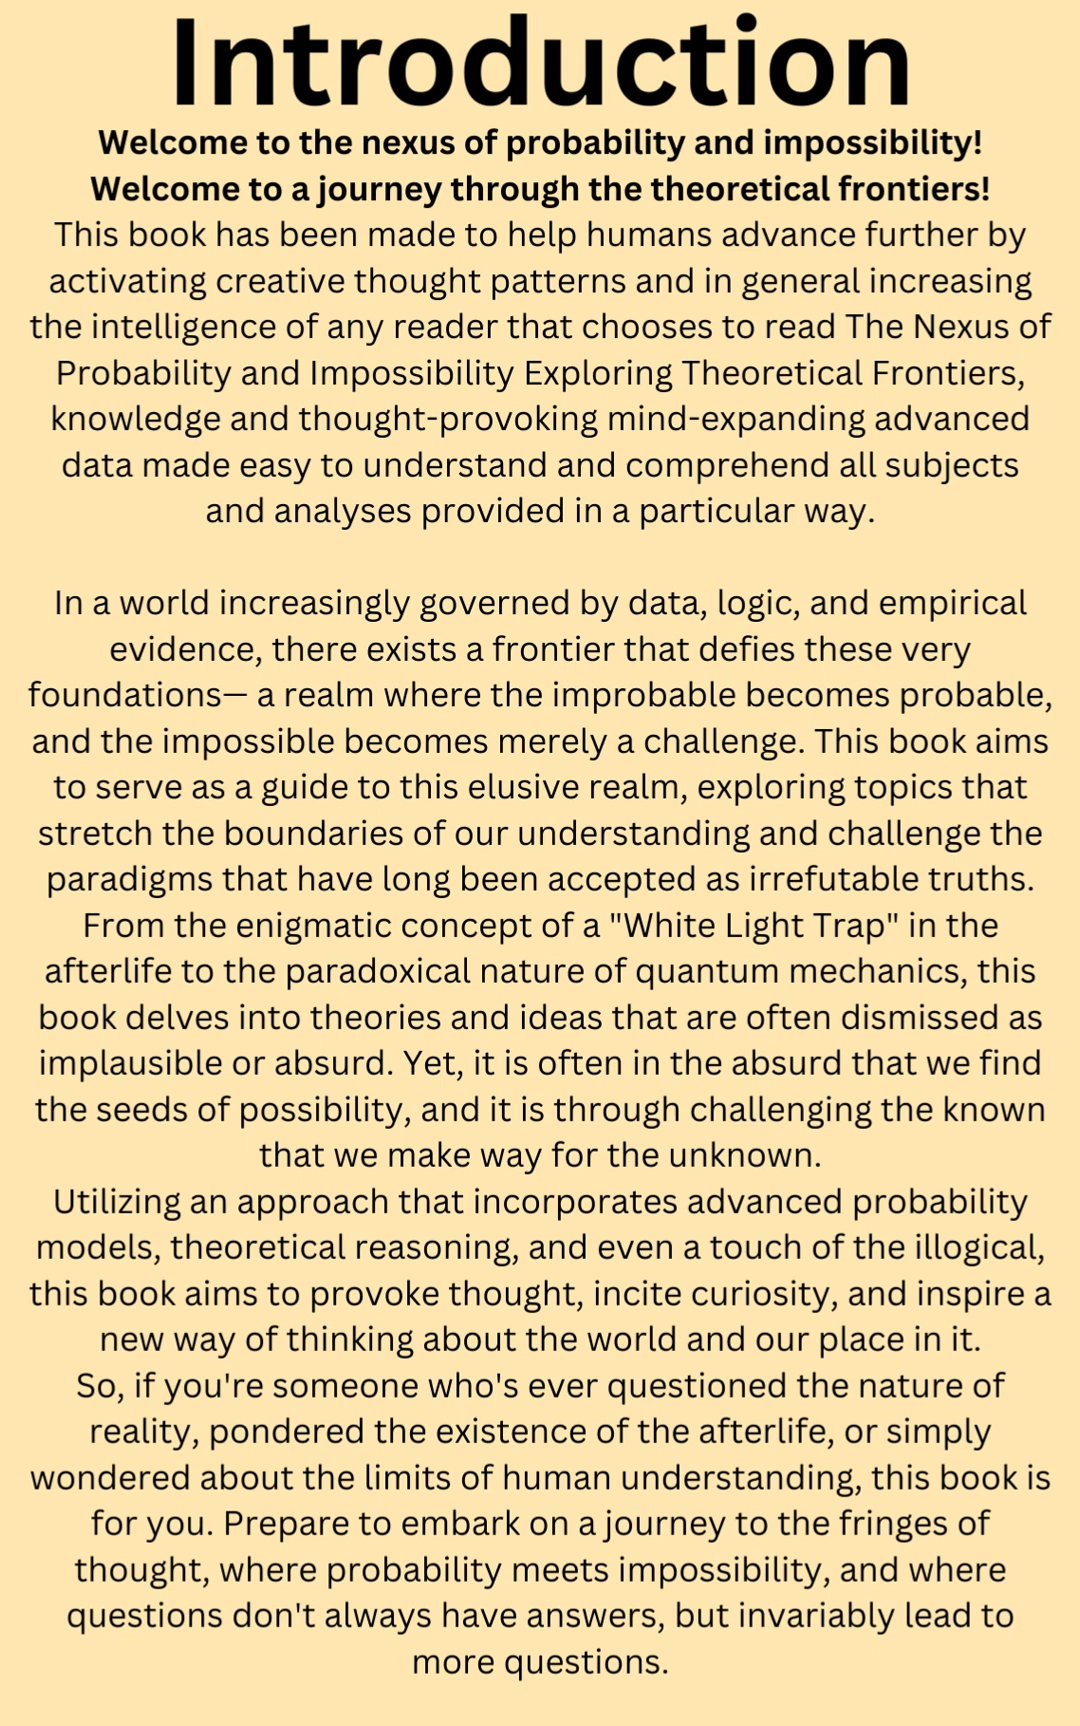 Introduction
Welcome to the nexus of probability and impossibility!
Welcome to a journey through the theoretical frontiers!
This book has been made to help humans advance further by
activating creative thought patterns and in general increasing
the intelligence of any reader that chooses to read The Nexus of
Probability and Impossibility Exploring Theoretical Frontiers,
knowledge and thought-provoking mind-expanding advanced
data made easy to understand and comprehend all subjects
and analyses provided in a particular way.
In a world increasingly governed by data, logic, and empirical
evidence, there exists a frontier that defies these very
foundations— a realm where the improbable becomes probable,
and the impossible becomes merely a challenge. This book aims
to serve as a guide to this elusive realm, exploring topics that
stretch the boundaries of our understanding and challenge the
paradigms that have long been accepted as irrefutable truths.
From the enigmatic concept of a "White Light Trap" in the
afterlife to the paradoxical nature of quantum mechanics, this
book delves into theories and ideas that are often dismissed as
implausible or absurd. Yet, it is often in the absurd that we find
the seeds of possibility, and it is through challenging the known
that we make way for the unknown.
Utilizing an approach that incorporates advanced probability
models, theoretical reasoning, and even a touch of the illogical,
this book aims to provoke thought, incite curiosity, and inspire a
new way of thinking about the world and our place in it.
So, if you're someone who's ever questioned the nature of
reality, pondered the existence of the afterlife, or simply
wondered about the limits of human understanding, this book is
for you. Prepare to embark on a journey to the fringes of
thought, where probability meets impossibility, and where
questions don't always have answers, but invariably lead to
more questions.